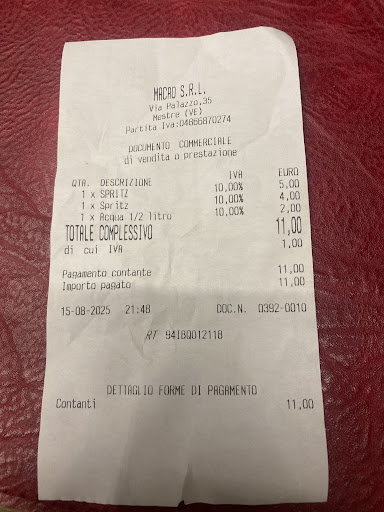 MACAO S.R.L.
Via Palazzo,35
Mestre (VE)
Partita Iva:04866870274
DOCUMENTO COMMERCIALE
di vendita o prestazione
QTA. DESCRIZIONE IVA EURO
1 x SPRITZ 10,00% 5,00
1 x Spritz 10,00% 4,00
1 x Acqua 1/2 litro 10,00% 2,00
TOTALE COMPLESSIVO 11,00
di cui IVA 1,00
Pagamento contante 11,00
Importo pagato 11,00
15-08-2025 21:48 DOC.N. 0392-0010
RT 94IBQ012118
DETTAGLIO FORME DI PAGAMENTO
Contanti 11,00